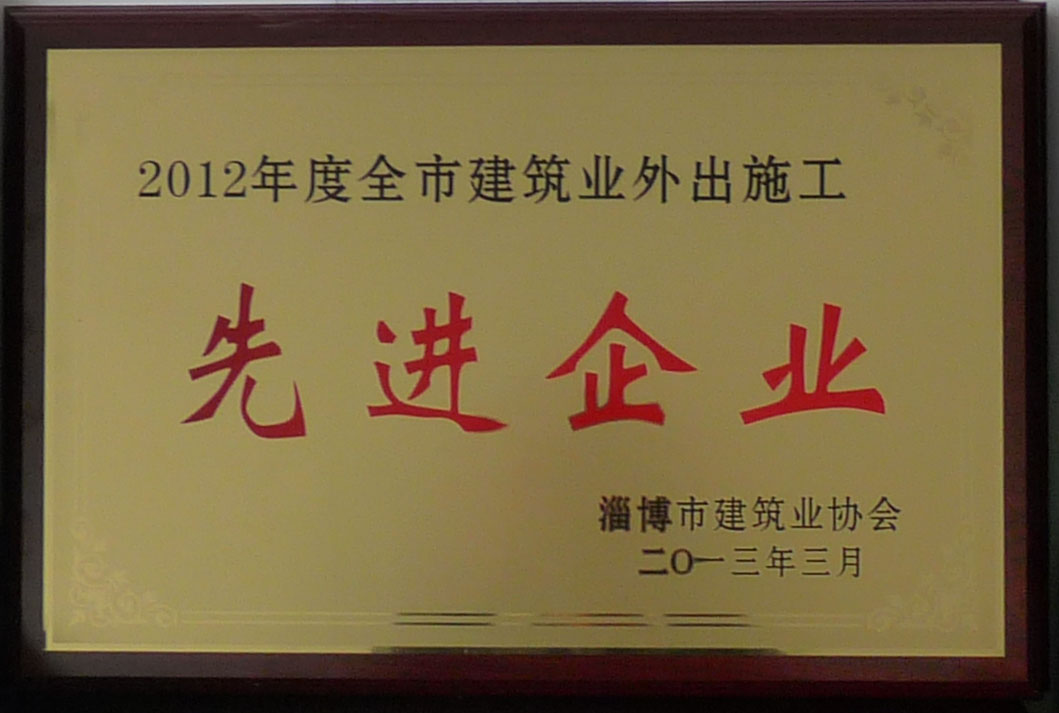 2012年度全市建筑业外出施工
先进企业
淄博市建筑业协会
二〇一三年三月